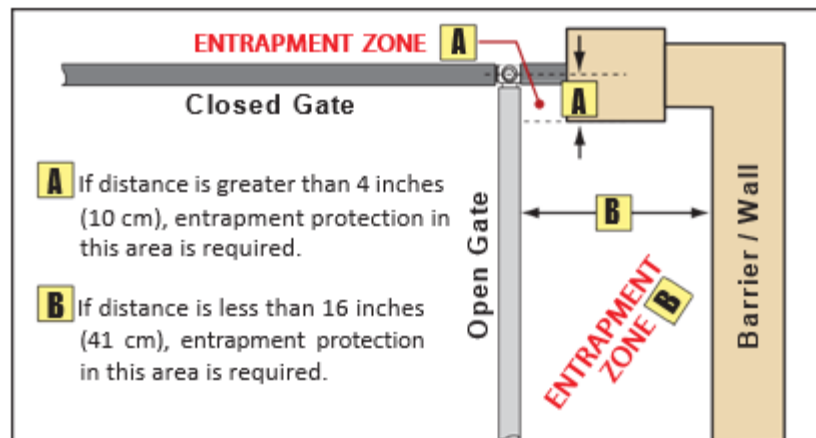 ENTRAPMENT ZONE A
A
Closed Gate
A If distance is greater than 4 inches
(10 cm), entrapment protection in
this area is required.
B If distance is less than 16 inches
(41 cm), entrapment protection
in this area is required.
Open Gate
B
ENTRAPMENT
ZONE B
Barrier / Wall